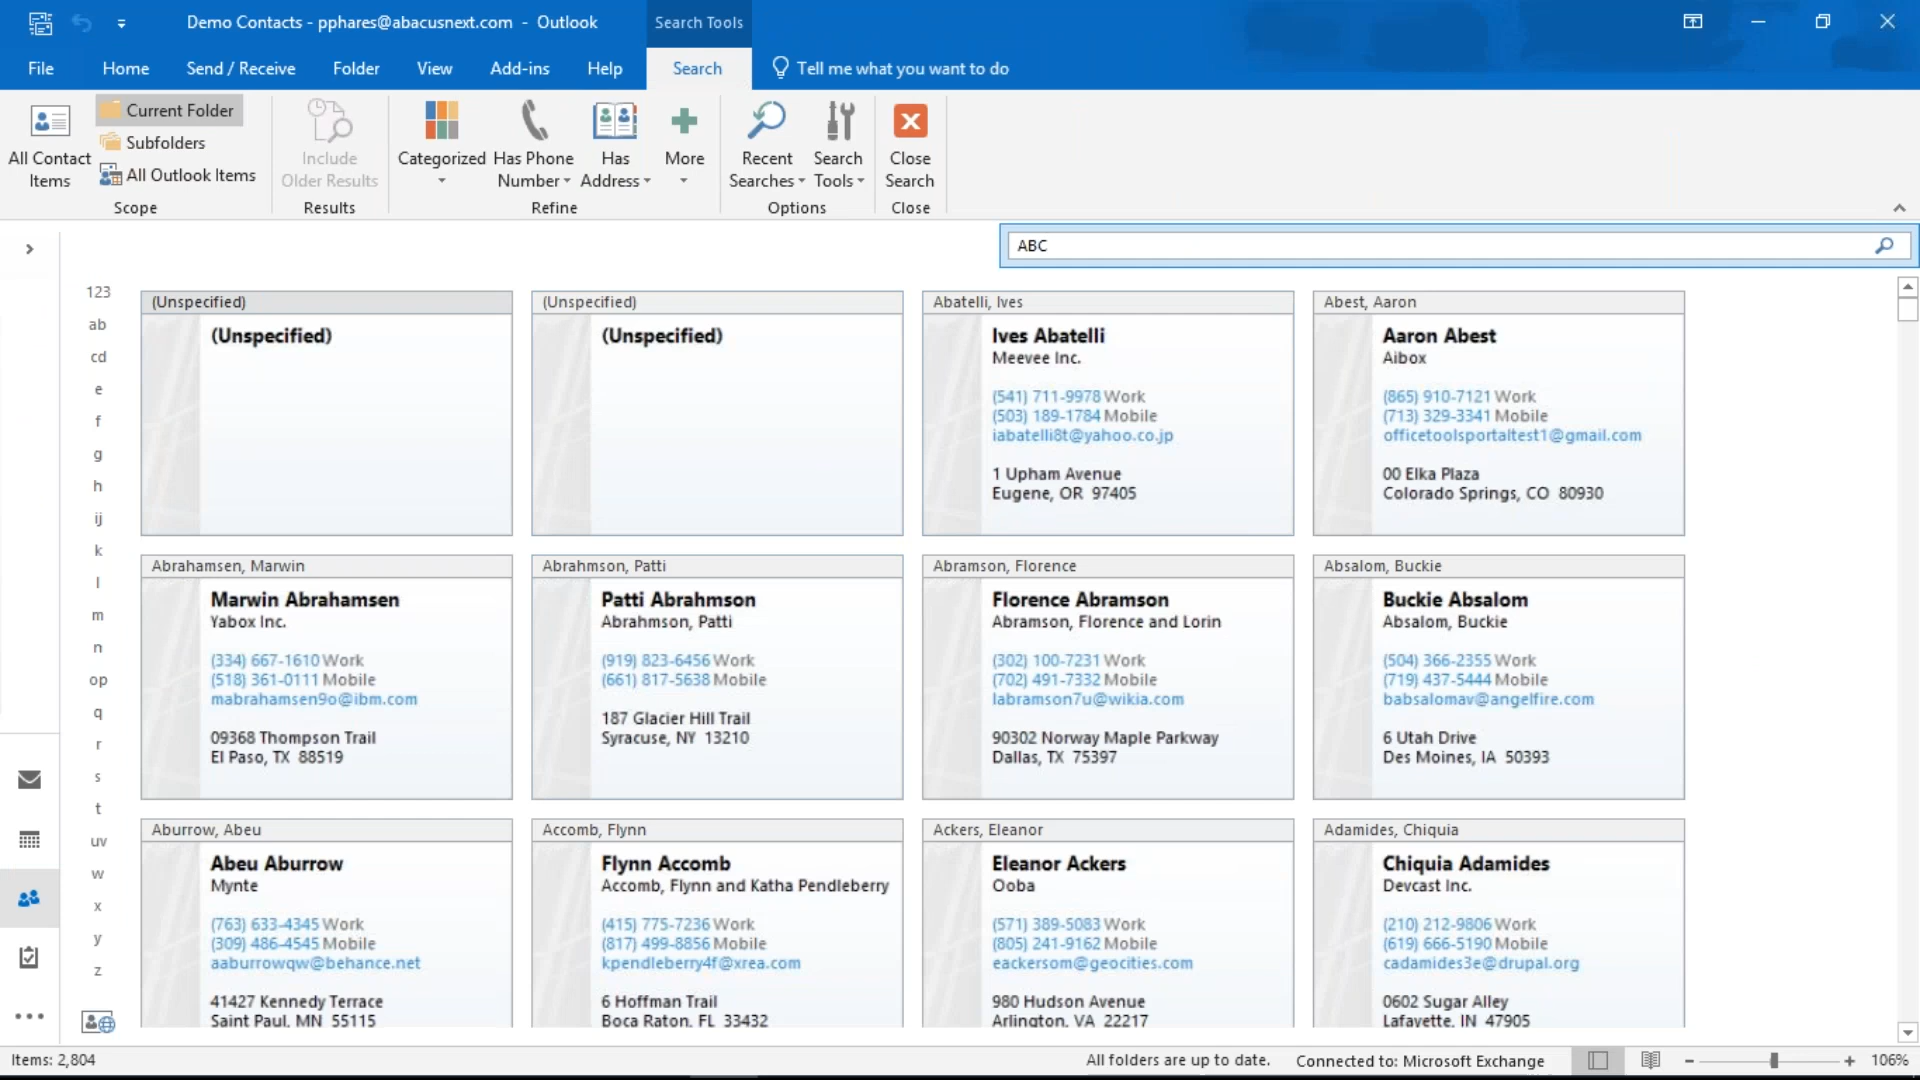 Demo Contacts - pphares@abacusnext.com - Outlook
Search Tools
File Home Send / Receive Folder View Add-ins Help Search Tell me what you want to do
All Contact Items
Current Folder
Subfolders
All Outlook Items
Scope
Include Older Results
Results
Categorized
Has Phone Number
Has Address
More
Refine
Recent Searches
Search Tools
Options
Close Search
Close
ABC
123
ab
cd
e
f
g
h
ij
k
l
m
n
op
q
r
s
t
uv
w
x
y
z
(Unspecified)
(Unspecified)
(Unspecified)
(Unspecified)
Abatelli, Ives
Ives Abatelli
Meevee Inc.
(541) 711-9978 Work
(503) 189-1784 Mobile
iabatelli8t@yahoo.co.jp
1 Upham Avenue
Eugene, OR 97405
Abest, Aaron
Aaron Abest
Aibox
(865) 910-7121 Work
(713) 329-3341 Mobile
officetoolsportaltest1@gmail.com
00 Elka Plaza
Colorado Springs, CO 80930
Abrahamsen, Marwin
Marwin Abrahamsen
Yabox Inc.
(334) 667-1610 Work
(518) 361-0111 Mobile
mabrahamsen9o@ibm.com
09368 Thompson Trail
El Paso, TX 88519
Abrahmson, Patti
Patti Abrahmson
Abrahmson, Patti
(919) 823-6456 Work
(661) 817-5638 Mobile
187 Glacier Hill Trail
Syracuse, NY 13210
Abramson, Florence
Florence Abramson
Abramson, Florence and Lorin
(302) 100-7231 Work
(702) 491-7332 Mobile
labramson7u@wikia.com
90302 Norway Maple Parkway
Dallas, TX 75397
Absalom, Buckie
Buckie Absalom
Absalom, Buckie
(504) 366-2355 Work
(719) 437-5444 Mobile
babsalomav@angelfire.com
6 Utah Drive
Des Moines, IA 50393
Aburrow, Abeu
Abeu Aburrow
Mynte
(763) 633-4345 Work
(309) 486-4545 Mobile
aaburrowqw@behance.net
41427 Kennedy Terrace
Saint Paul, MN 55115
Accomb, Flynn
Flynn Accomb
Accomb, Flynn and Katha Pendleberry
(415) 775-7236 Work
(817) 499-8856 Mobile
kpendleberry4f@xrea.com
6 Hoffman Trail
Boca Raton, FL 33432
Ackers, Eleanor
Eleanor Ackers
Ooba
(571) 389-5083 Work
(805) 241-9162 Mobile
eackersom@geocities.com
980 Hudson Avenue
Arlington, VA 22217
Adamides, Chiquia
Chiquia Adamides
Devcast Inc.
(210) 212-9806 Work
(619) 666-5190 Mobile
cadamides3e@drupal.org
0602 Sugar Alley
Lafayette, IN 47905
Items: 2,804
All folders are up to date.
Connected to: Microsoft Exchange
106%